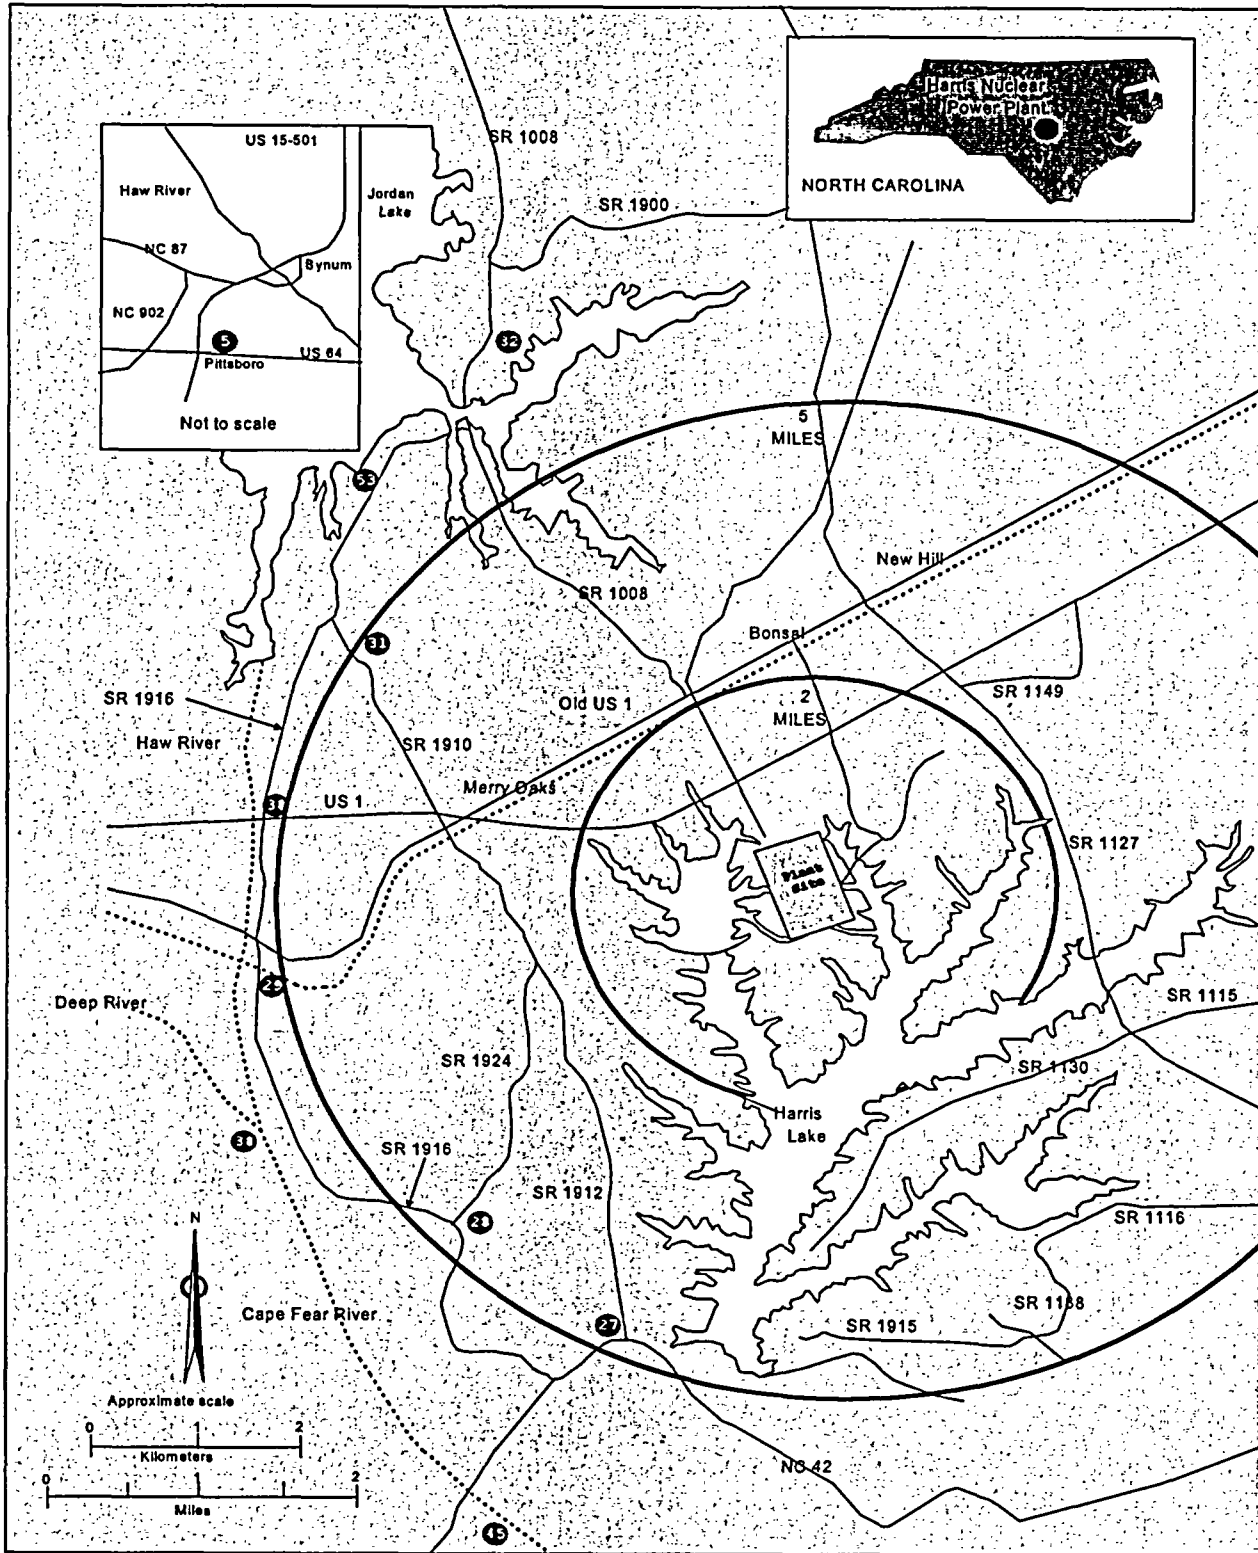 US 15-501
Haw River
NC 87
Bynum
NC 902
5
US 64
Pittsboro
Not to scale
Jordan
Lake
SR 1008
SR 1900
Harris Nuclear
Power Plant
NORTH CAROLINA
32
5
MILES
53
New Hill
SR 1008
Bonsal
31
SR 1149
SR 1916
Old US 1
2
MILES
Haw River
SR 1910
Merry Oaks
US 1
SR 1127
Plant
Site
Deep River
SR 1115
SR 1924
SR 1130
Harris
Lake
SR 1916
SR 1912
28
SR 1116
N
Cape Fear River
27
SR 1188
SR 1915
Approximate scale
0
1
2
Kilometers
0
1
2
Miles
NC 42
45